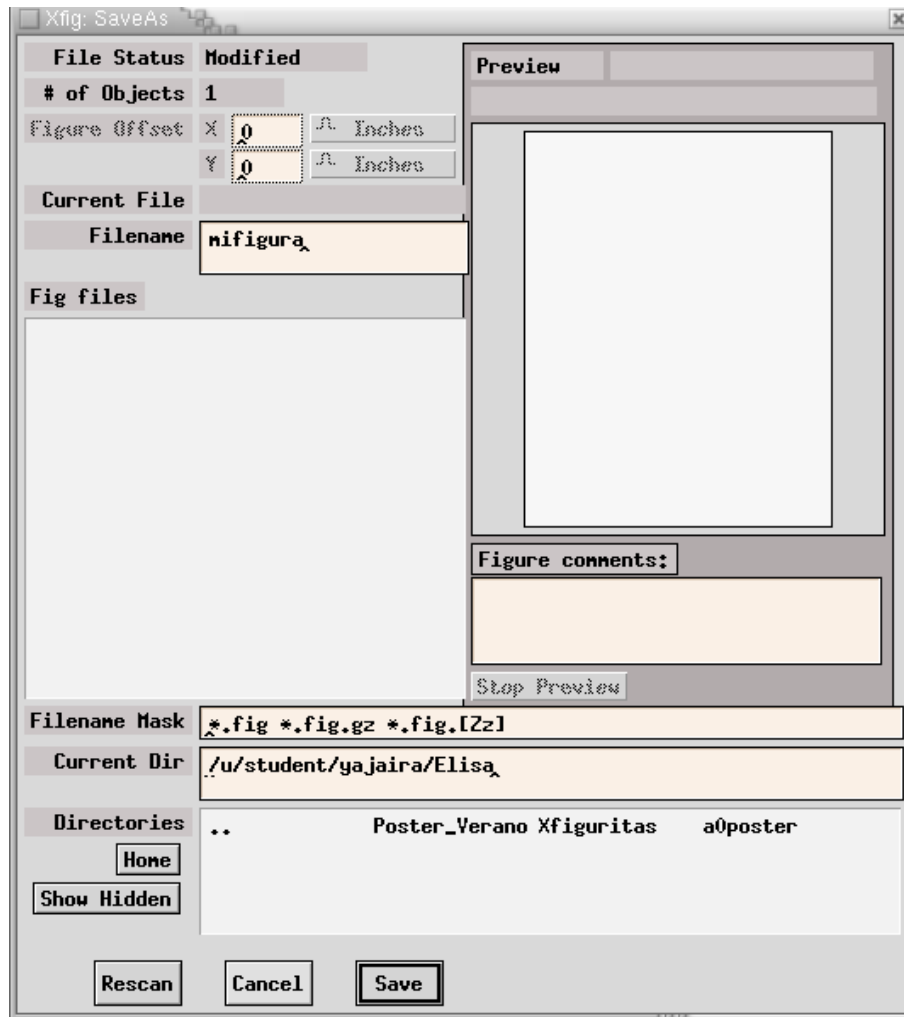 Xfig: SaveAs
File Status Modified
# of Objects 1
Figure Offset X 0 Inches
Y 0 Inches
Current File
Filename mifigura
Fig files
Preview
Figure comments:
Stop Preview
Filename Mask *.fig *.fig.gz *.fig.[Zz]
Current Dir /u/student/yajaira/Elisa
Directories .. Poster_Verano Xfiguritas a0poster
Home
Show Hidden
Rescan Cancel Save